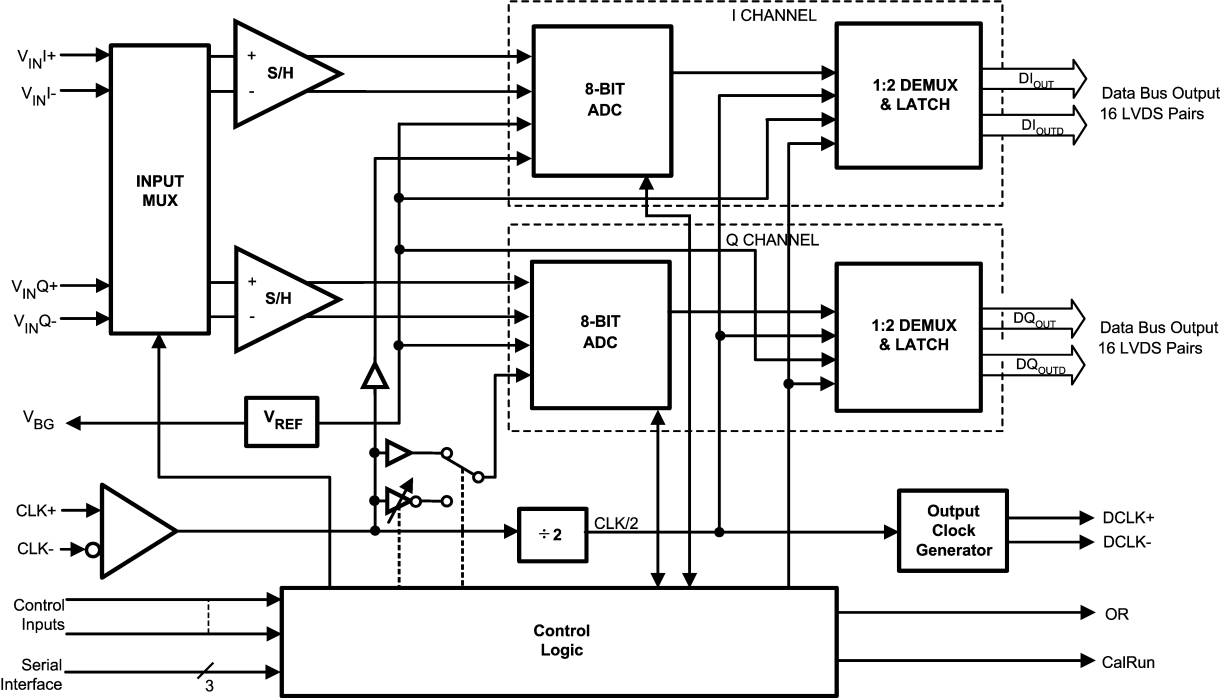 I CHANNEL
V_IN I+
V_IN I-
+
-
S/H
8-BIT
ADC
1:2 DEMUX
& LATCH
DI_OUT
DI_OUTD
Data Bus Output
16 LVDS Pairs
INPUT
MUX
Q CHANNEL
V_IN Q+
V_IN Q-
+
-
S/H
8-BIT
ADC
1:2 DEMUX
& LATCH
DQ_OUT
DQ_OUTD
Data Bus Output
16 LVDS Pairs
V_BG
V_REF
CLK+
CLK-
÷ 2
CLK/2
Output
Clock
Generator
DCLK+
DCLK-
Control
Inputs
Serial
Interface
3
Control
Logic
OR
CalRun